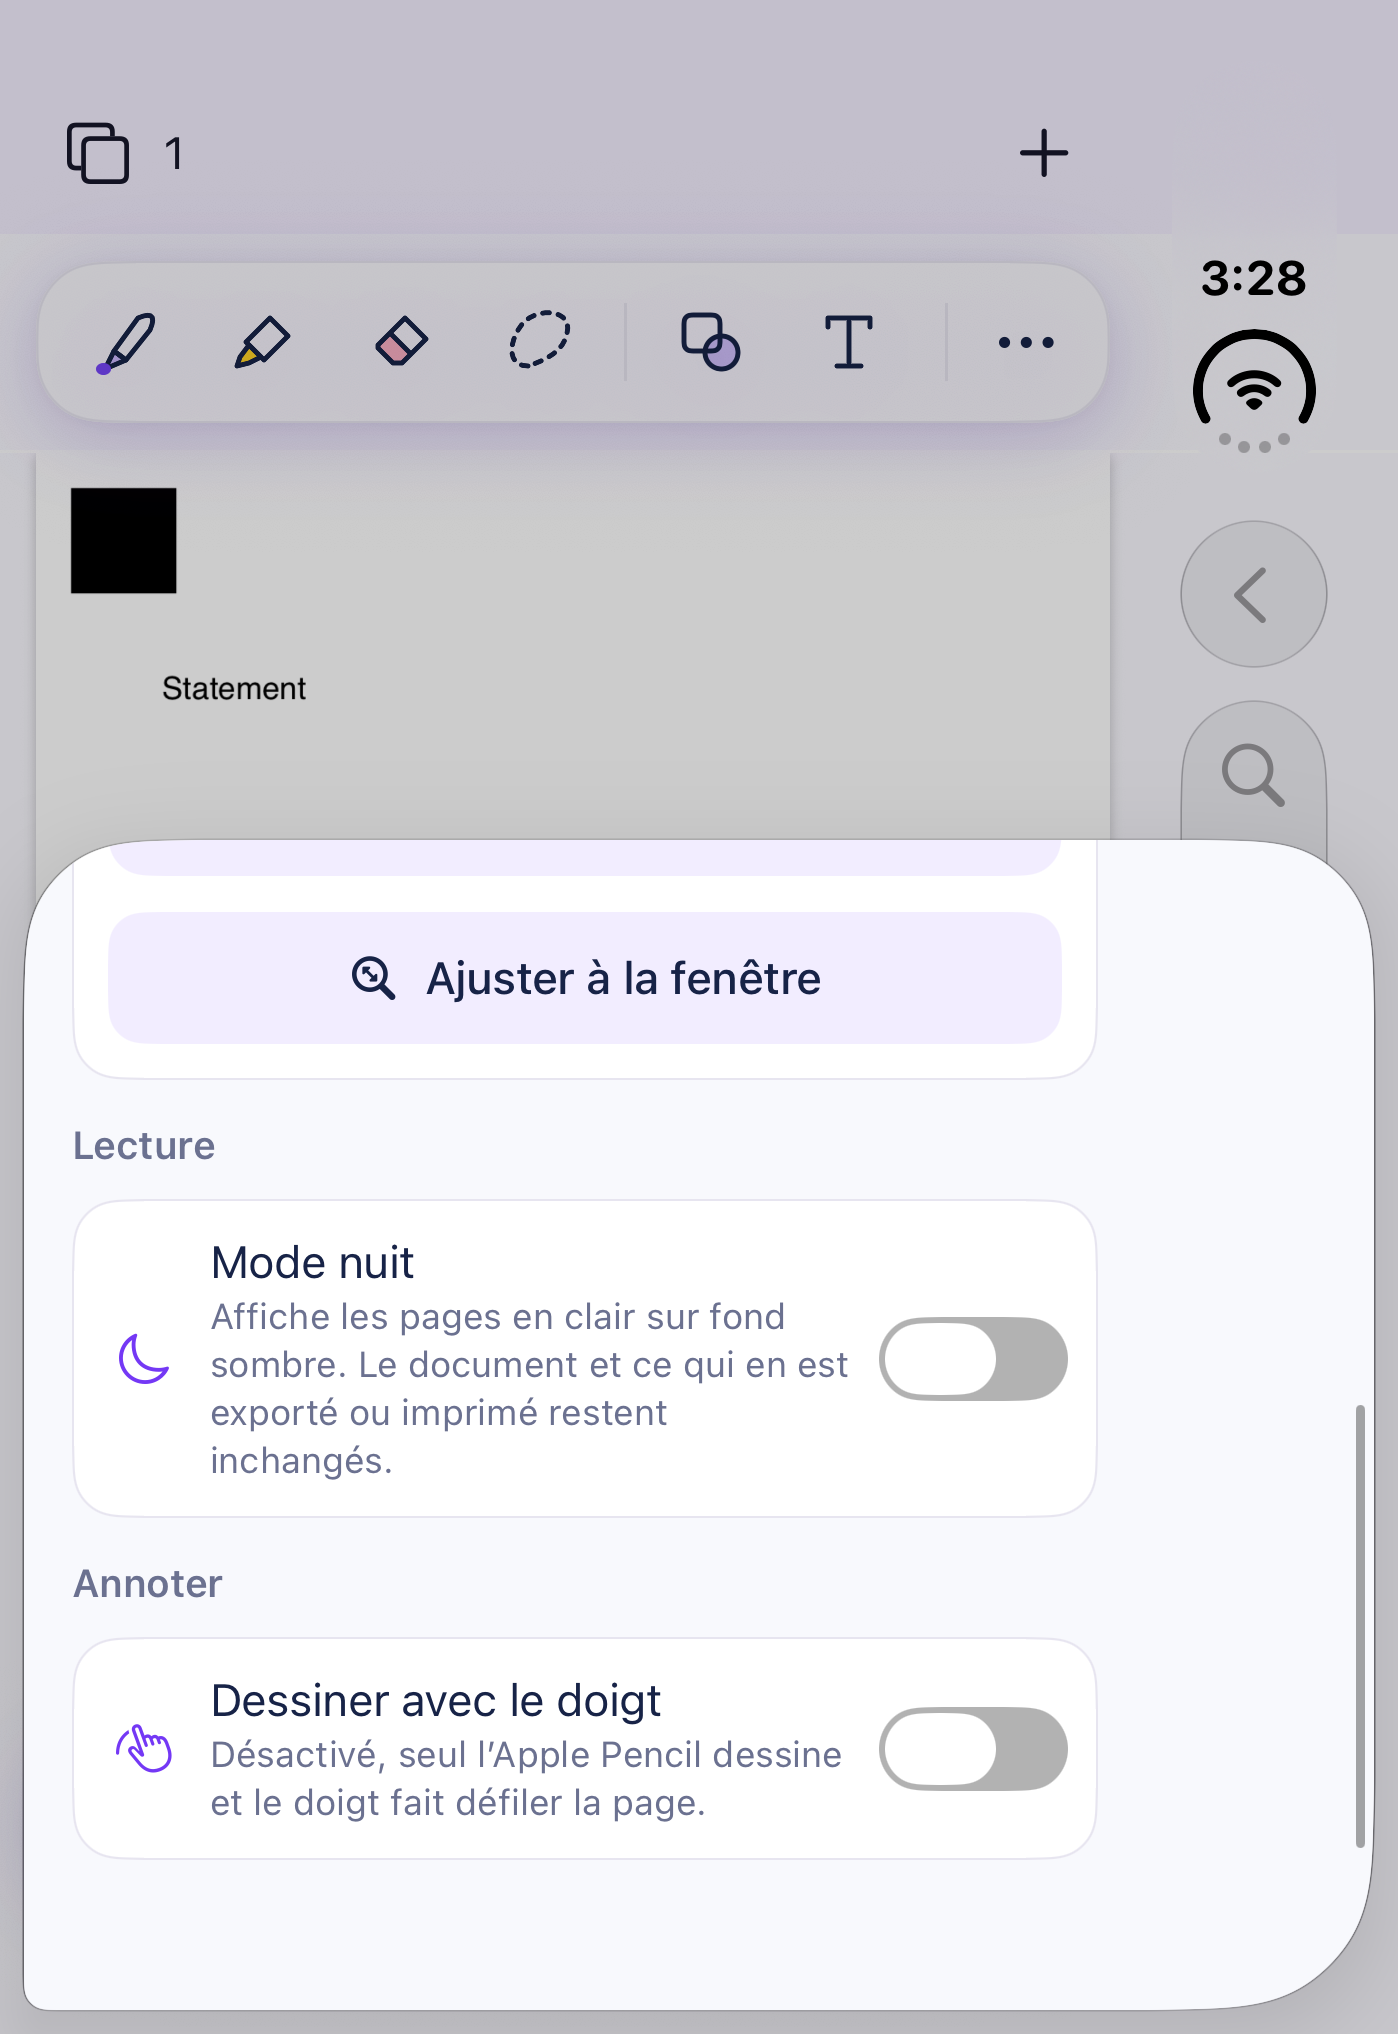 1
3:28
Statement
Ajuster à la fenêtre
Lecture
Mode nuit
Affiche les pages en clair sur fond
sombre. Le document et ce qui en est
exporté ou imprimé restent
inchangés.
Annoter
Dessiner avec le doigt
Désactivé, seul l’Apple Pencil dessine
et le doigt fait défiler la page.